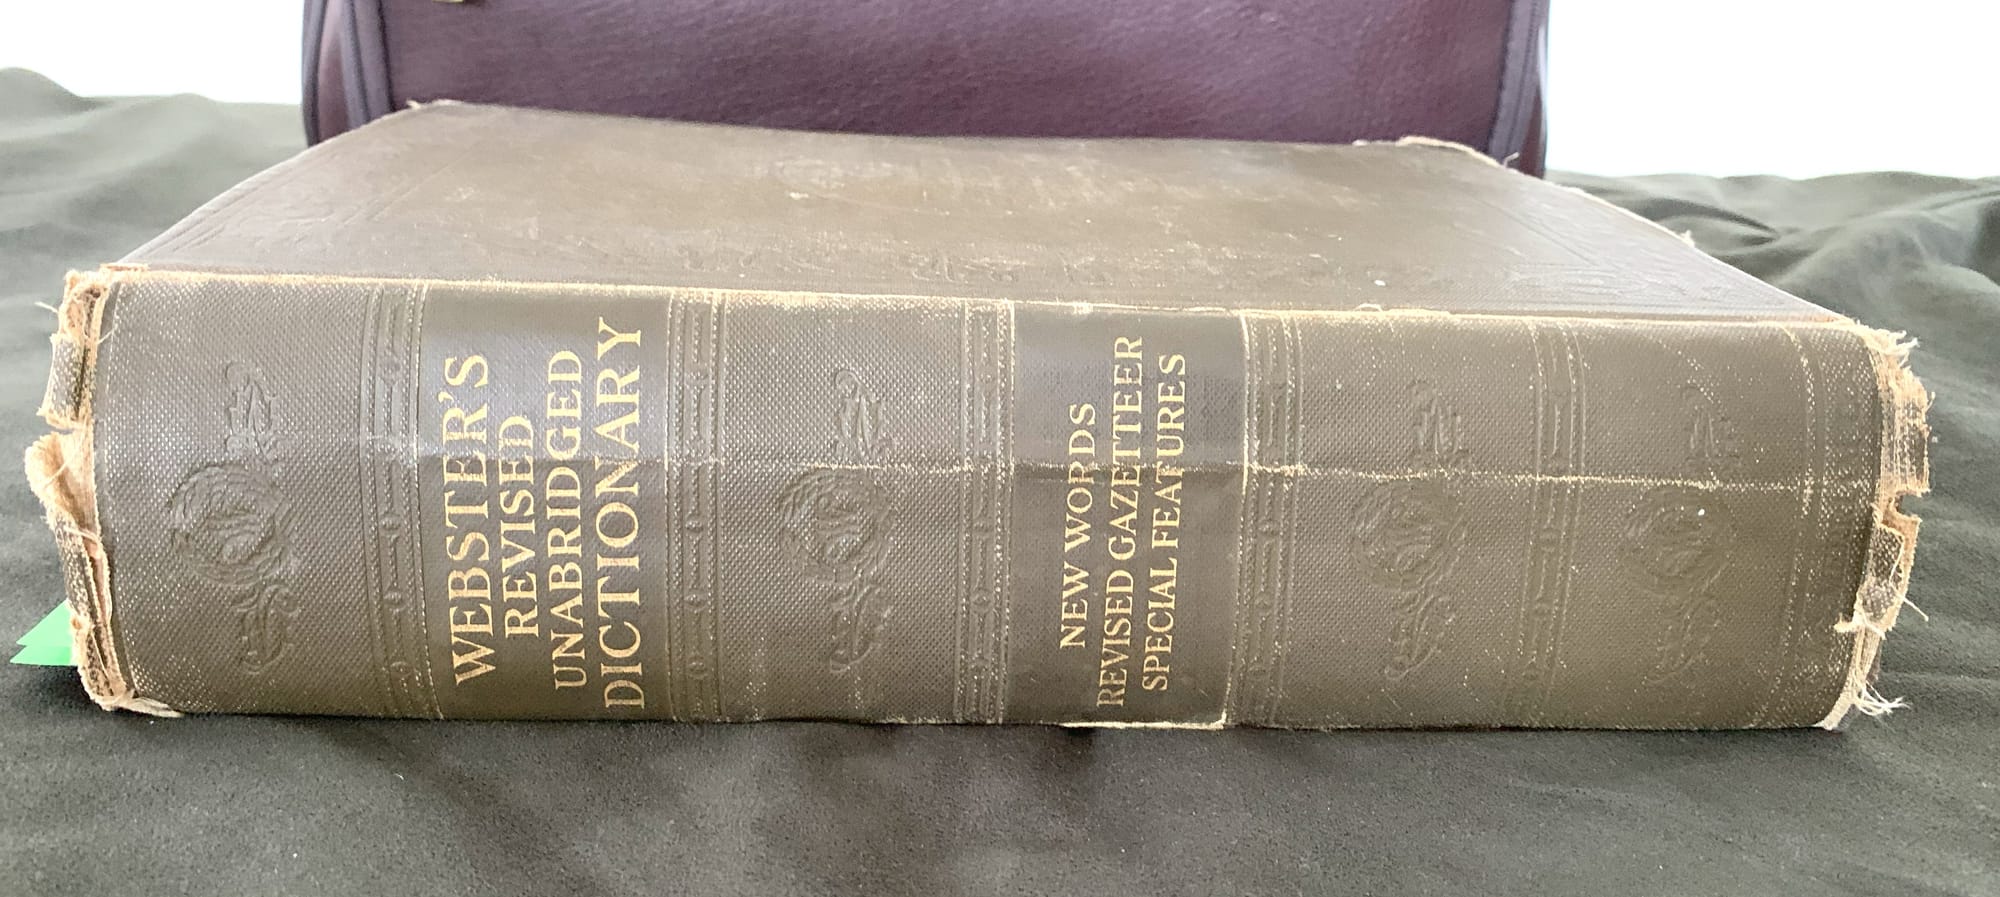 WEBSTER'S
REVISED
UNABRIDGED
DICTIONARY
NEW WORDS
REVISED GAZETTEER
SPECIAL FEATURES